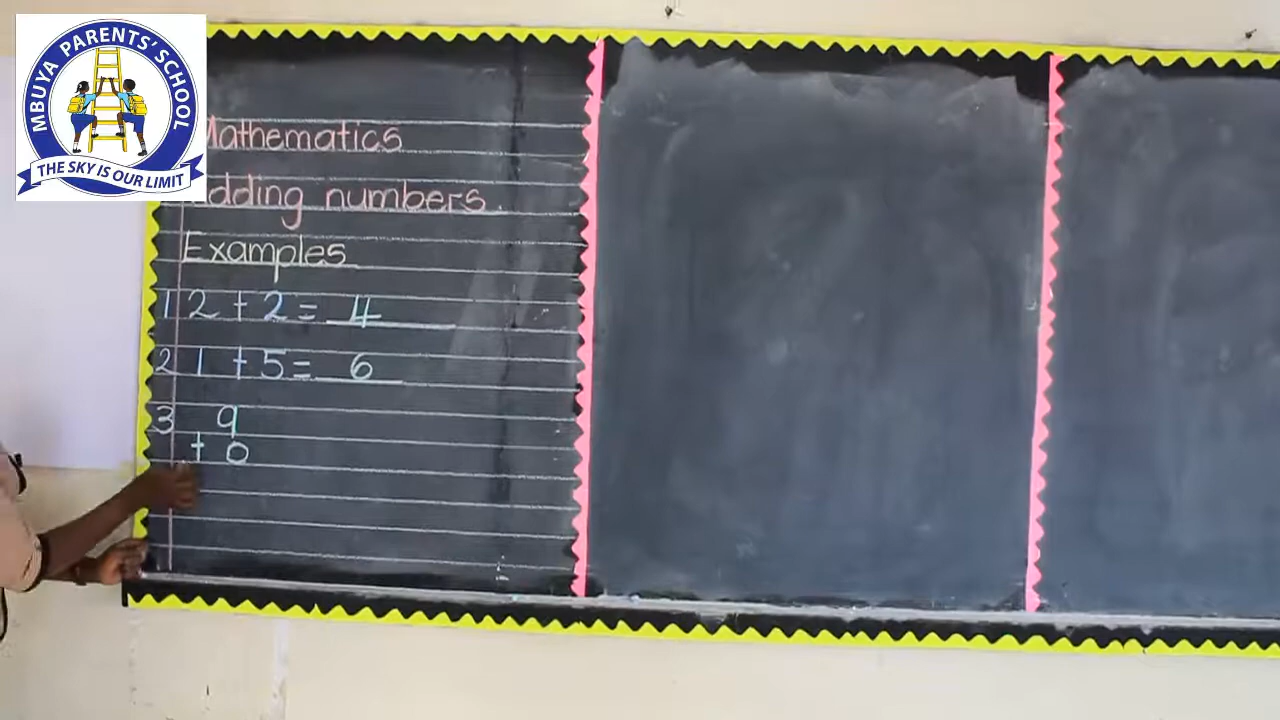 MBUYA PARENTS' SCHOOL
THE SKY IS OUR LIMIT
Mathematics
Adding numbers.
Examples
1 2 + 2 = 4
2 1 + 5 = 6
3 9
+ 0